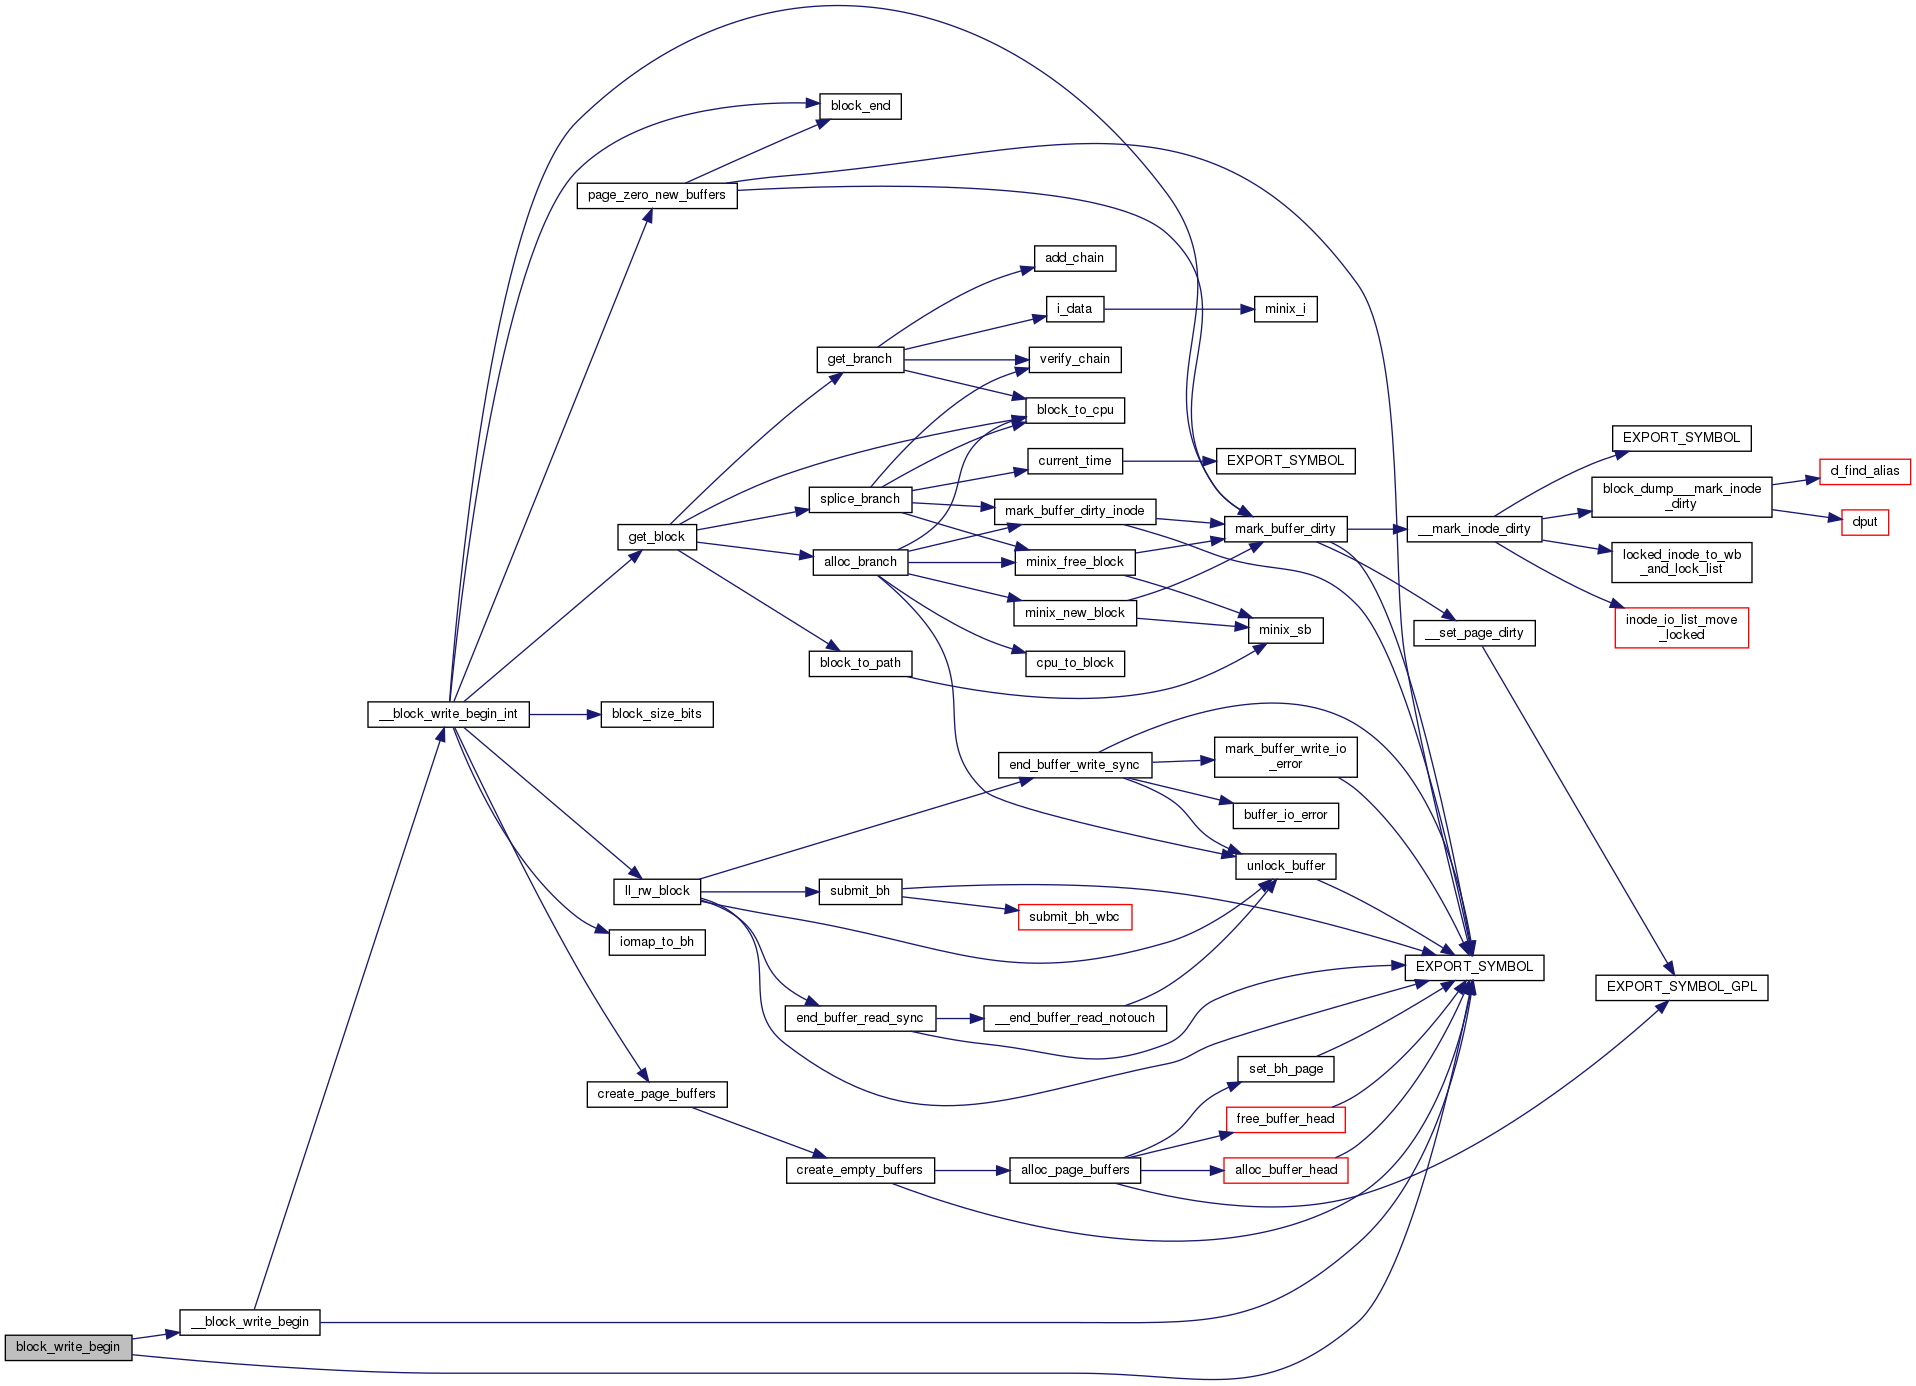 block_end
page_zero_new_buffers
add_chain
i_data
minix_i
get_branch
verify_chain
block_to_cpu
EXPORT_SYMBOL
current_time
EXPORT_SYMBOL
d_find_alias
splice_branch
block_dump___mark_inode
_dirty
mark_buffer_dirty_inode
mark_buffer_dirty
__mark_inode_dirty
dput
get_block
alloc_branch
minix_free_block
locked_inode_to_wb
_and_lock_list
minix_new_block
minix_sb
inode_io_list_move
_locked
__set_page_dirty
block_to_path
cpu_to_block
__block_write_begin_int
block_size_bits
end_buffer_write_sync
mark_buffer_write_io
_error
buffer_io_error
unlock_buffer
ll_rw_block
submit_bh
submit_bh_wbc
iomap_to_bh
EXPORT_SYMBOL
EXPORT_SYMBOL_GPL
end_buffer_read_sync
__end_buffer_read_notouch
set_bh_page
create_page_buffers
free_buffer_head
create_empty_buffers
alloc_page_buffers
alloc_buffer_head
__block_write_begin
block_write_begin